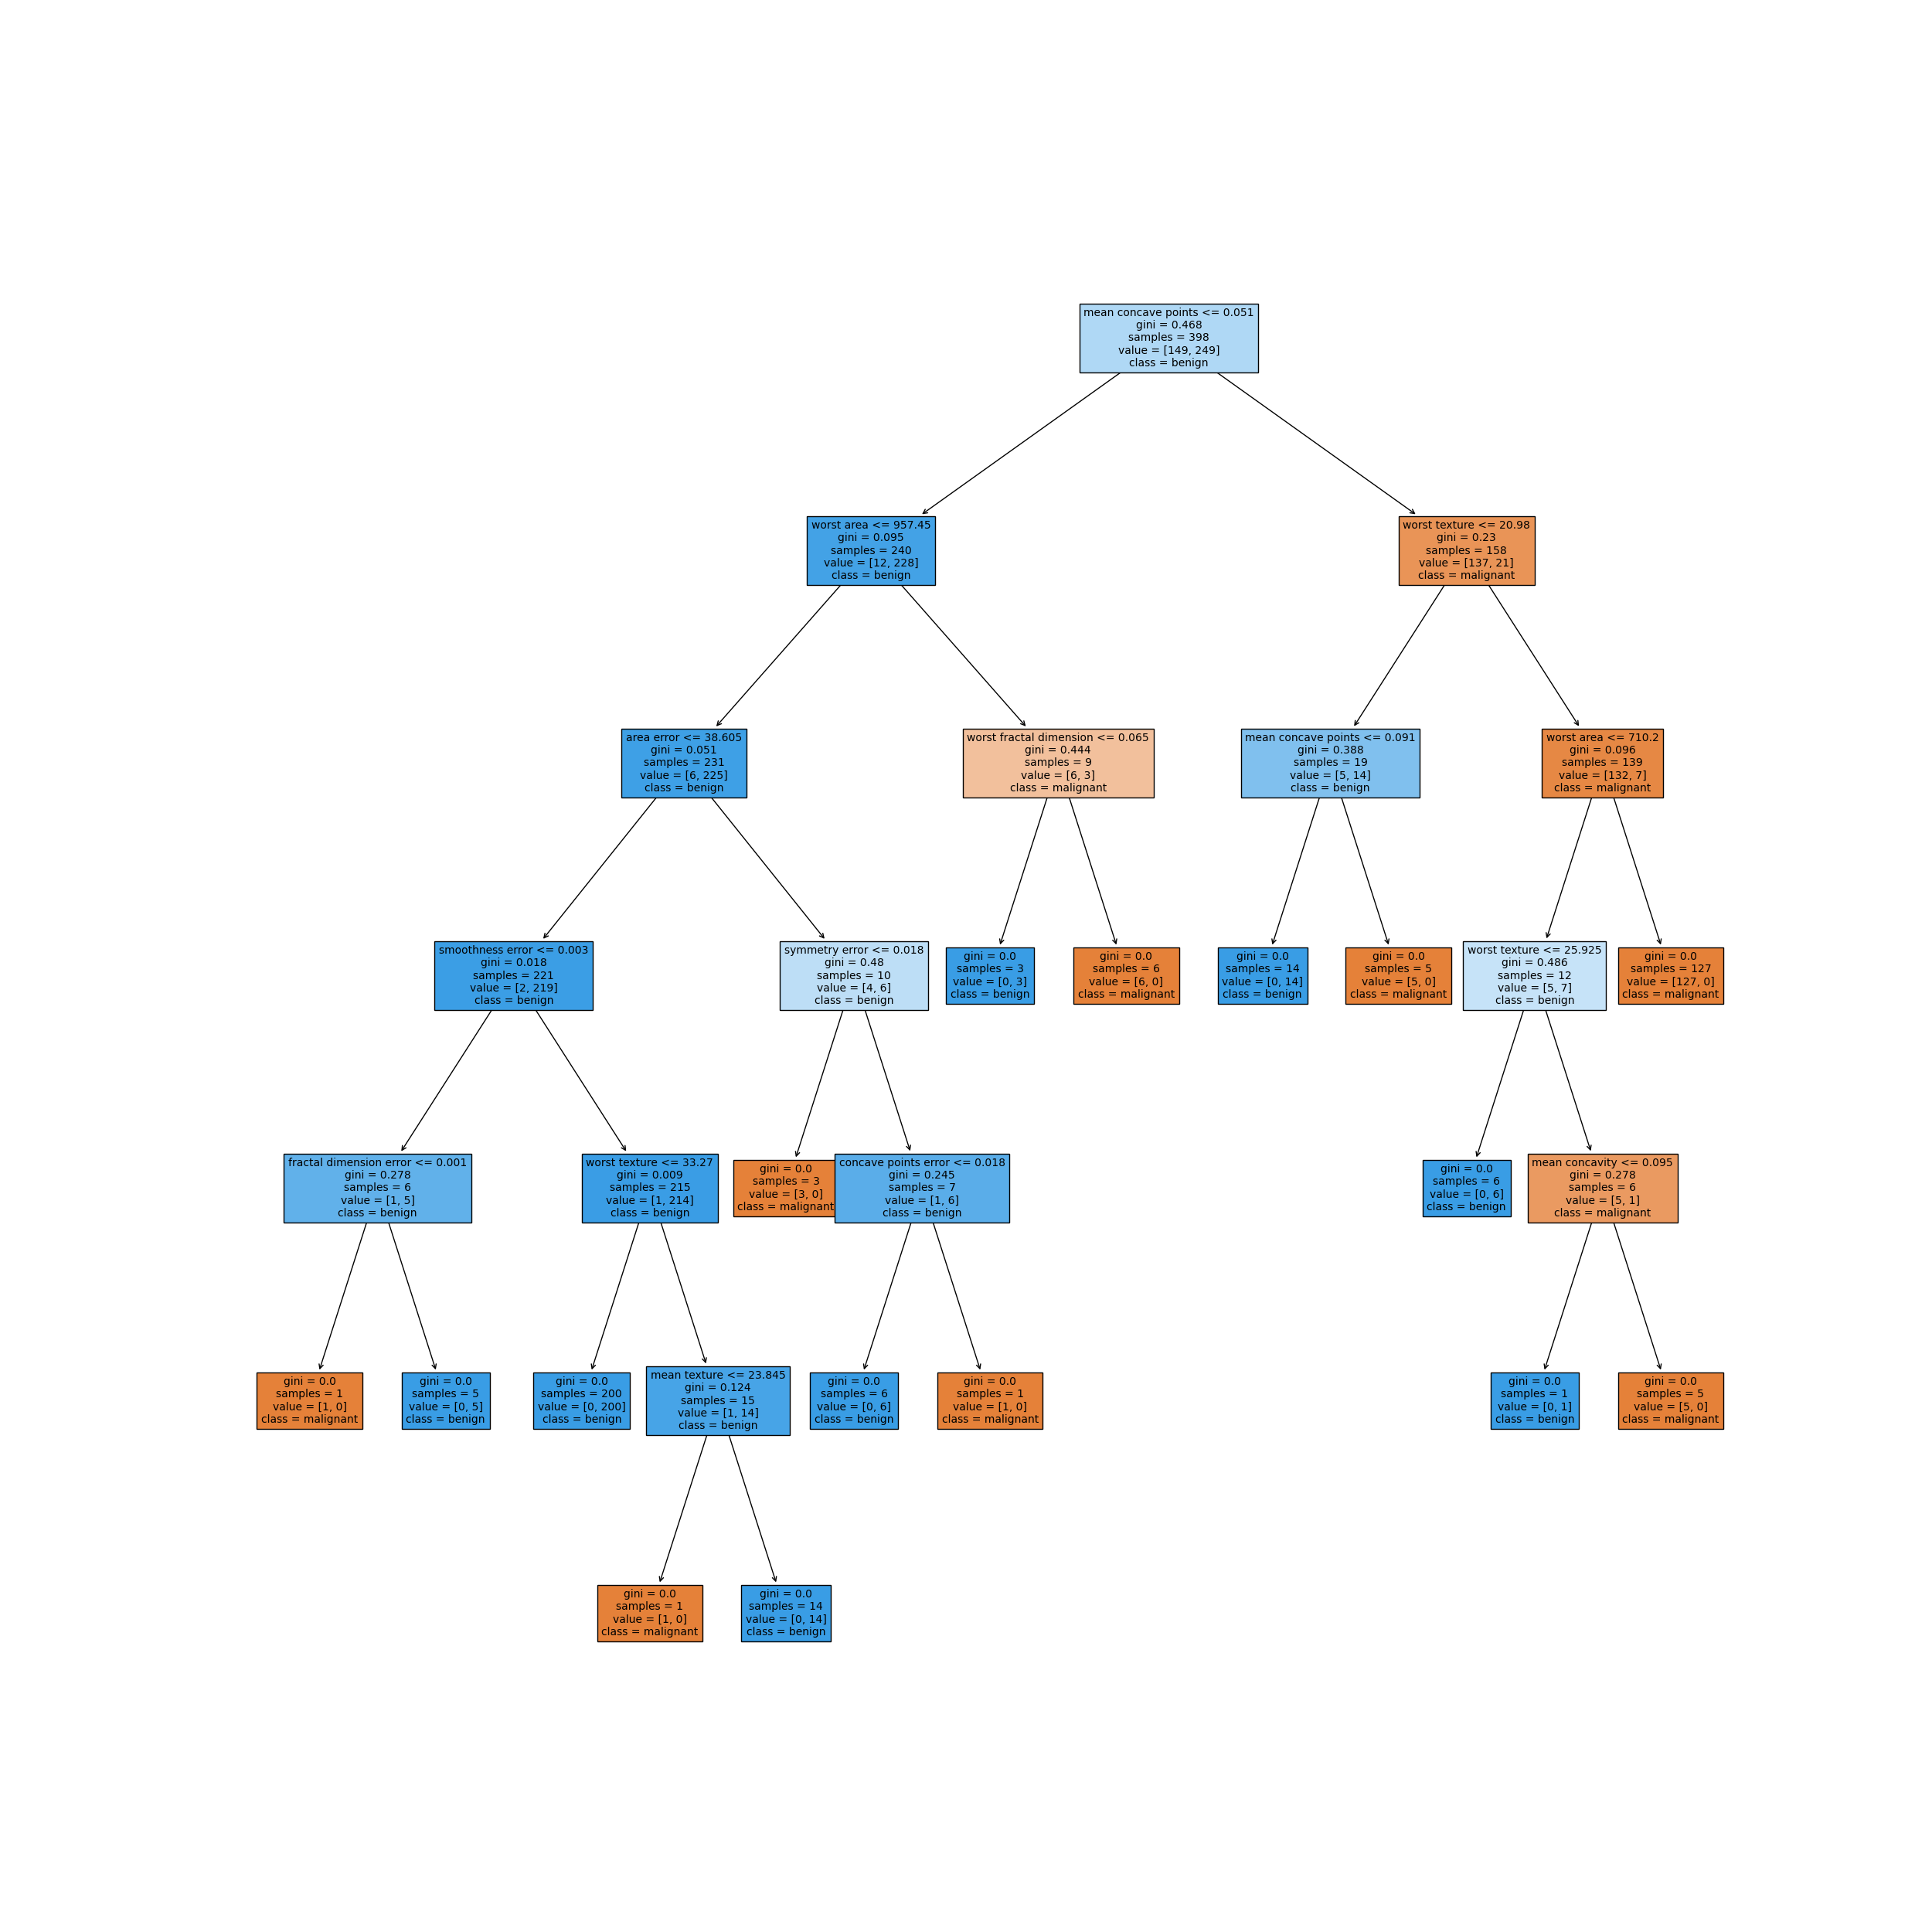 mean concave points <= 0.051
gini = 0.468
samples = 398
value = [149, 249]
class = benign
worst area <= 957.45
gini = 0.095
samples = 240
value = [12, 228]
class = benign
worst texture <= 20.98
gini = 0.23
samples = 158
value = [137, 21]
class = malignant
area error <= 38.605
gini = 0.051
samples = 231
value = [6, 225]
class = benign
worst fractal dimension <= 0.065
gini = 0.444
samples = 9
value = [6, 3]
class = malignant
mean concave points <= 0.091
gini = 0.388
samples = 19
value = [5, 14]
class = benign
worst area <= 710.2
gini = 0.096
samples = 139
value = [132, 7]
class = malignant
smoothness error <= 0.003
gini = 0.018
samples = 221
value = [2, 219]
class = benign
symmetry error <= 0.018
gini = 0.48
samples = 10
value = [4, 6]
class = benign
gini = 0.0
samples = 3
value = [0, 3]
class = benign
gini = 0.0
samples = 6
value = [6, 0]
class = malignant
gini = 0.0
samples = 14
value = [0, 14]
class = benign
gini = 0.0
samples = 5
value = [5, 0]
class = malignant
worst texture <= 25.925
gini = 0.486
samples = 12
value = [5, 7]
class = benign
gini = 0.0
samples = 127
value = [127, 0]
class = malignant
fractal dimension error <= 0.001
gini = 0.278
samples = 6
value = [1, 5]
class = benign
worst texture <= 33.27
gini = 0.009
samples = 215
value = [1, 214]
class = benign
gini = 0.0
samples = 3
value = [3, 0]
class = malignant
concave points error <= 0.018
gini = 0.245
samples = 7
value = [1, 6]
class = benign
gini = 0.0
samples = 6
value = [0, 6]
class = benign
mean concavity <= 0.095
gini = 0.278
samples = 6
value = [5, 1]
class = malignant
gini = 0.0
samples = 1
value = [1, 0]
class = malignant
gini = 0.0
samples = 5
value = [0, 5]
class = benign
gini = 0.0
samples = 200
value = [0, 200]
class = benign
mean texture <= 23.845
gini = 0.124
samples = 15
value = [1, 14]
class = benign
gini = 0.0
samples = 6
value = [0, 6]
class = benign
gini = 0.0
samples = 1
value = [1, 0]
class = malignant
gini = 0.0
samples = 1
value = [0, 1]
class = benign
gini = 0.0
samples = 5
value = [5, 0]
class = malignant
gini = 0.0
samples = 1
value = [1, 0]
class = malignant
gini = 0.0
samples = 14
value = [0, 14]
class = benign